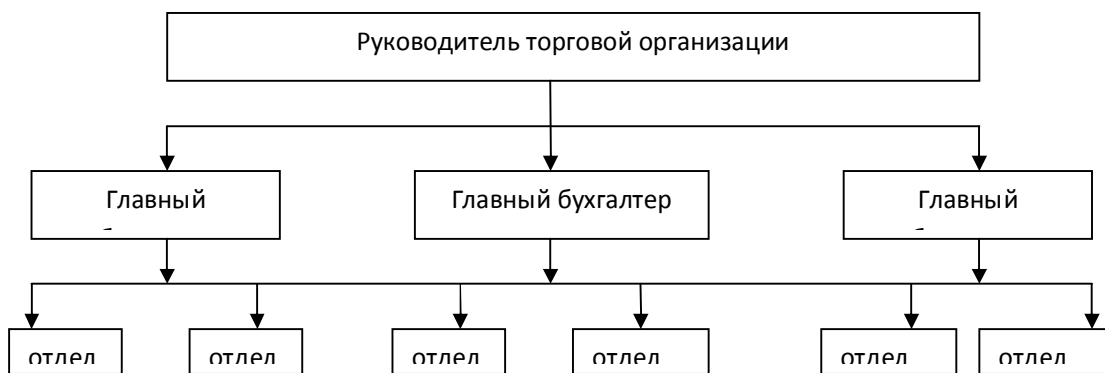 Руководитель торговой организации
Главный
Главный бухгалтер
Главный
отдел
отдел
отдел
отдел
отдел
отдел